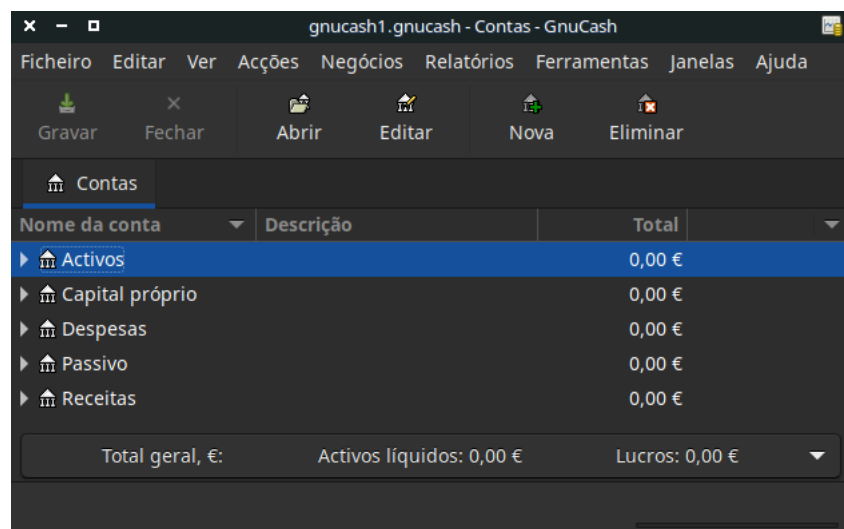 gnucash1.gnucash - Contas - GnuCash
Ficheiro Editar Ver Acções Negócios Relatórios Ferramentas Janelas Ajuda
Gravar Fechar Abrir Editar Nova Eliminar
Contas
Nome da conta Descrição Total
Activos 0,00 €
Capital próprio 0,00 €
Despesas 0,00 €
Passivo 0,00 €
Receitas 0,00 €
Total geral, €: Activos líquidos: 0,00 € Lucros: 0,00 €